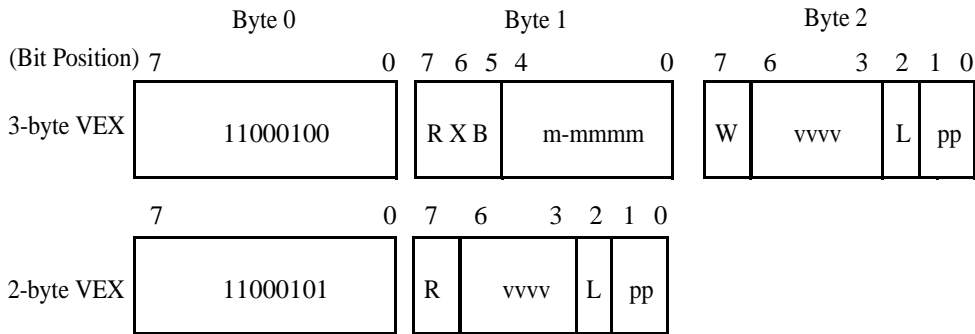 Byte 0 Byte 1 Byte 2
(Bit Position) 7 0 7 6 5 4 0 7 6 3 2 1 0
3-byte VEX 11000100 R X B m-mmmm W vvvv L pp
7 0 7 6 3 2 1 0
2-byte VEX 11000101 R vvvv L pp